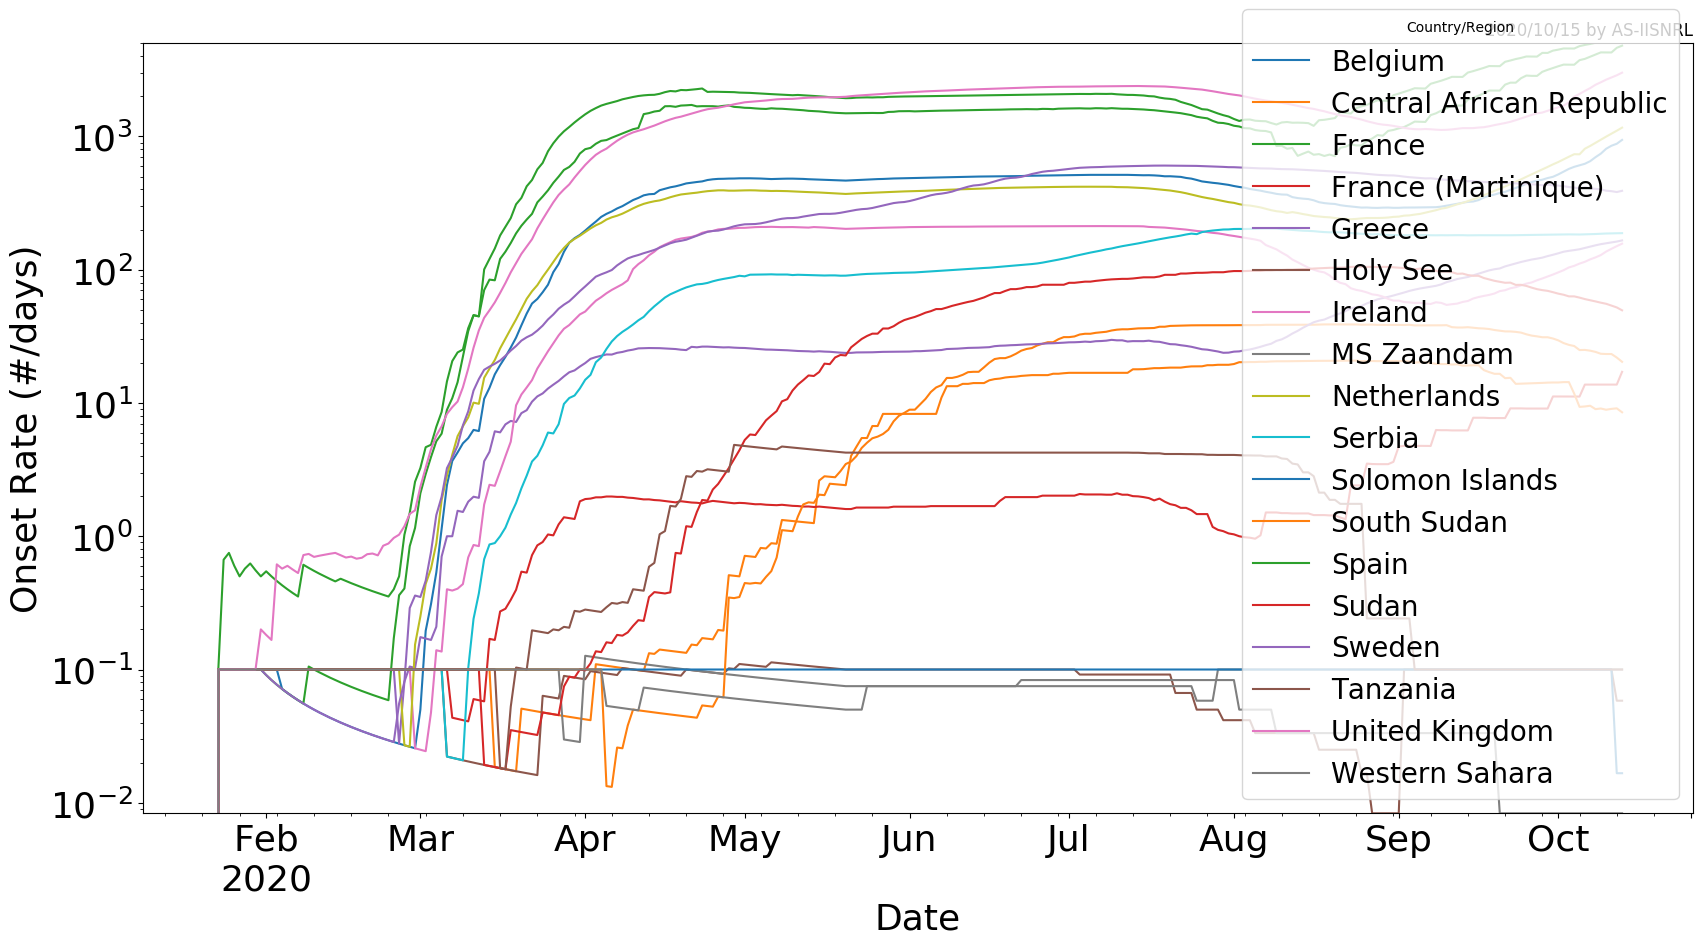 2020/10/15 by AS-IISNRL
Country/Region
Belgium
Central African Republic
France
France (Martinique)
Greece
Holy See
Ireland
MS Zaandam
Netherlands
Serbia
Solomon Islands
South Sudan
Spain
Sudan
Sweden
Tanzania
United Kingdom
Western Sahara
Onset Rate (#/days)
10³
10²
10¹
10⁰
10⁻¹
10⁻²
Feb Mar Apr May Jun Jul Aug Sep Oct
2020
Date